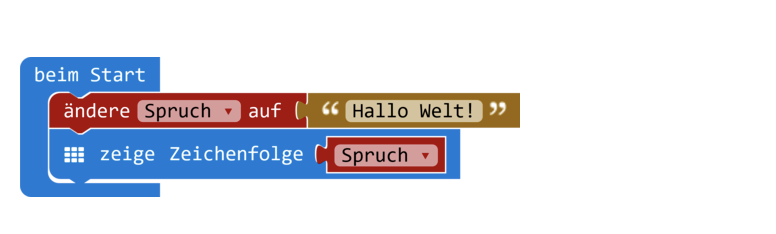 beim Start
ändere Spruch auf “ Hallo Welt! ”
zeige Zeichenfolge Spruch